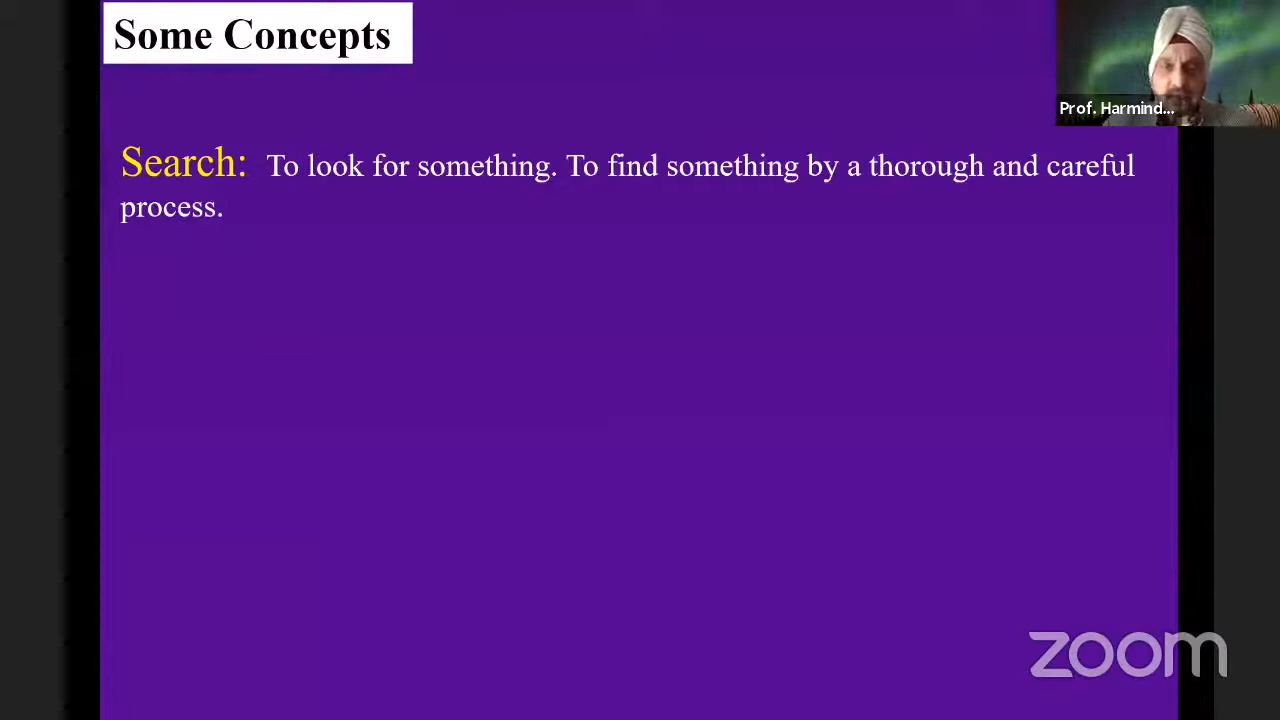 Some Concepts
Prof. Harmind...
Search: To look for something. To find something by a thorough and careful
process.
zoom